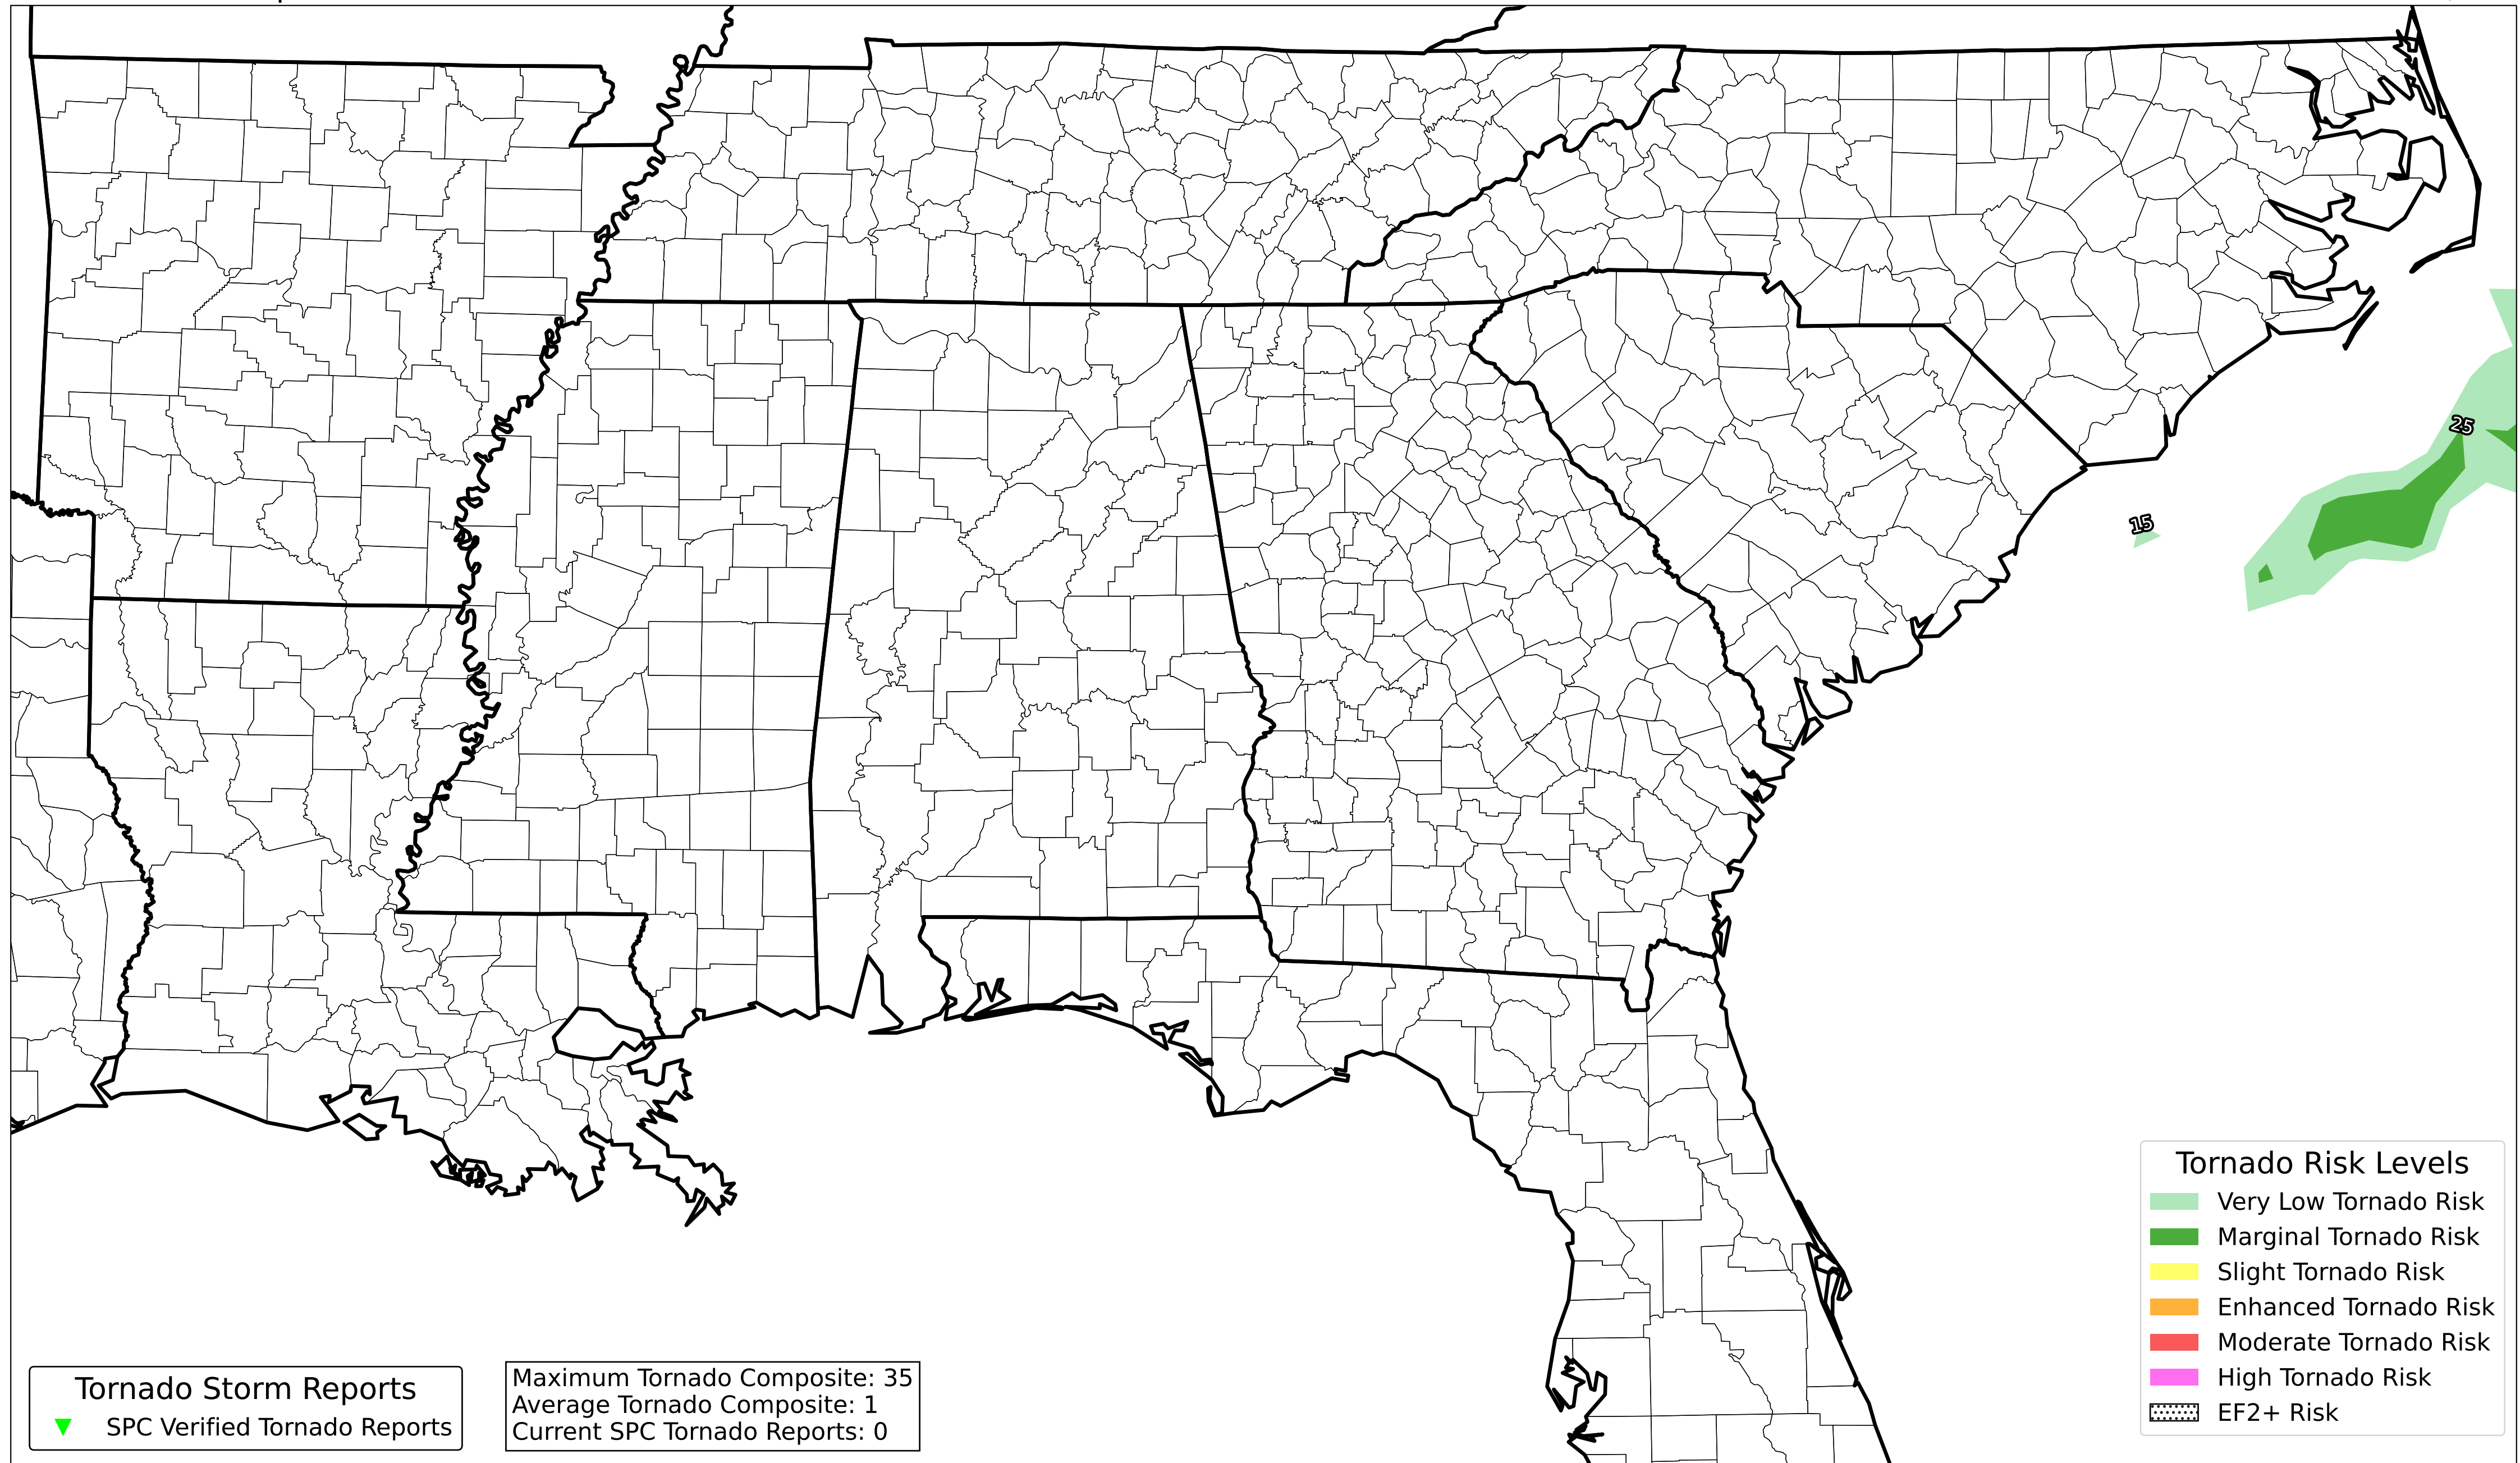 25
15
Tornado Risk Levels
Very Low Tornado Risk
Marginal Tornado Risk
Slight Tornado Risk
Enhanced Tornado Risk
Moderate Tornado Risk
High Tornado Risk
EF2+ Risk
Tornado Storm Reports
SPC Verified Tornado Reports
Maximum Tornado Composite: 35
Average Tornado Composite: 1
Current SPC Tornado Reports: 0